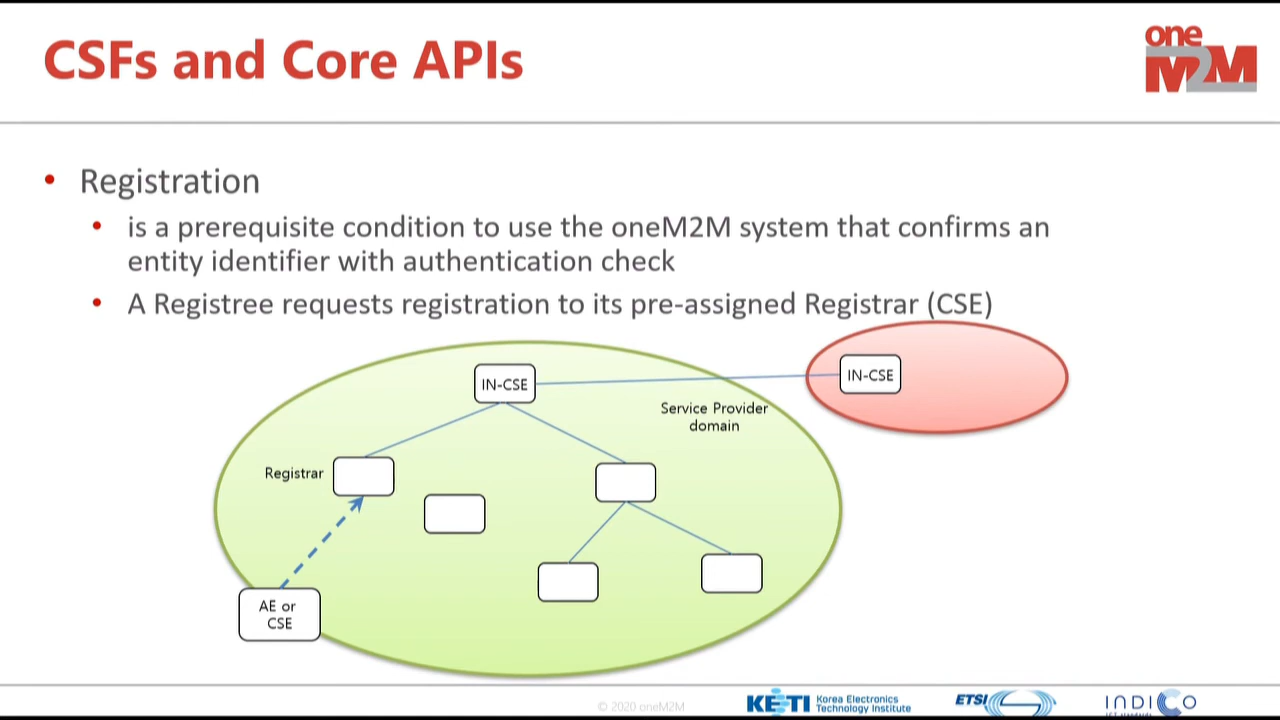 CSFs and Core APIs
one
M2M
• Registration
• is a prerequisite condition to use the oneM2M system that confirms an
entity identifier with authentication check
• A Registree requests registration to its pre-assigned Registrar (CSE)
IN-CSE
IN-CSE
Service Provider
domain
Registrar
AE or
CSE
© 2020 oneM2M
KETI Korea Electronics
Technology Institute
ETSI
INDICO